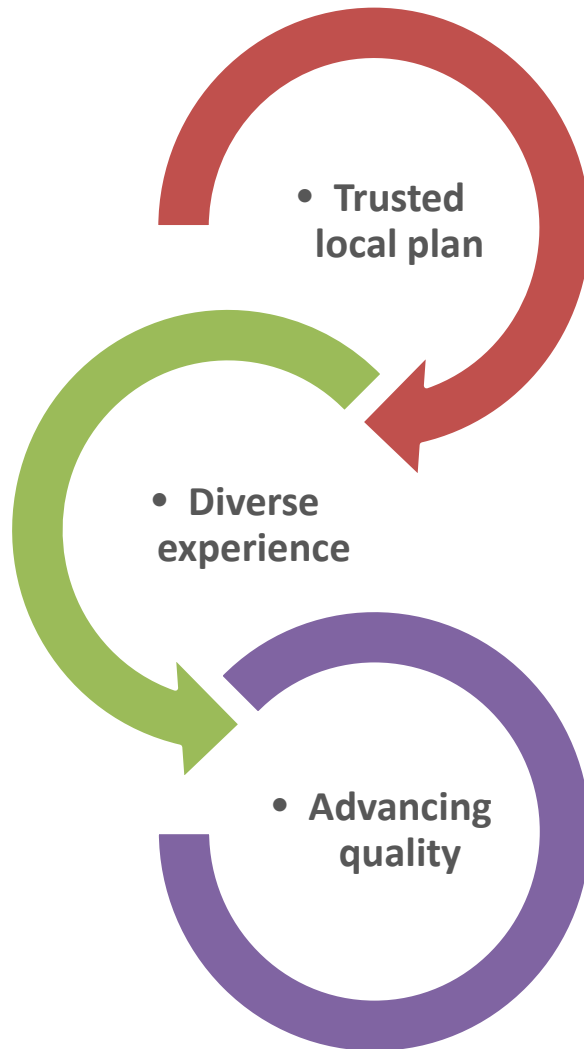 • Trusted
local plan
• Diverse
experience
• Advancing
quality